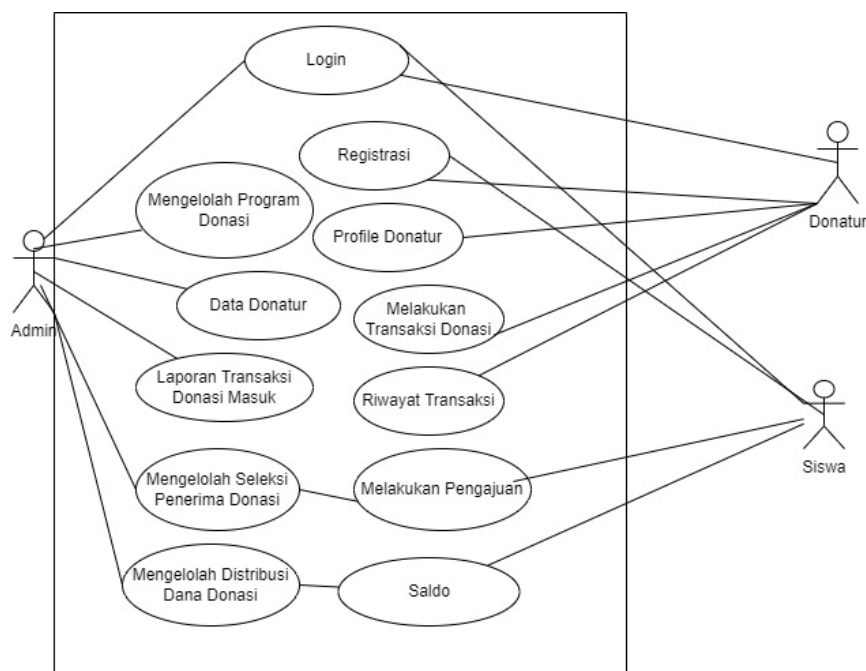 Login
Registrasi
Mengelolah Program
Donasi
Profile Donatur
Donatur
Data Donatur
Melakukan
Transaksi Donasi
Admin
Laporan Transaksi
Donasi Masuk
Riwayat Transaksi
Siswa
Mengelolah Seleksi
Penerima Donasi
Melakukan Pengajuan
Mengelolah Distribusi
Dana Donasi
Saldo